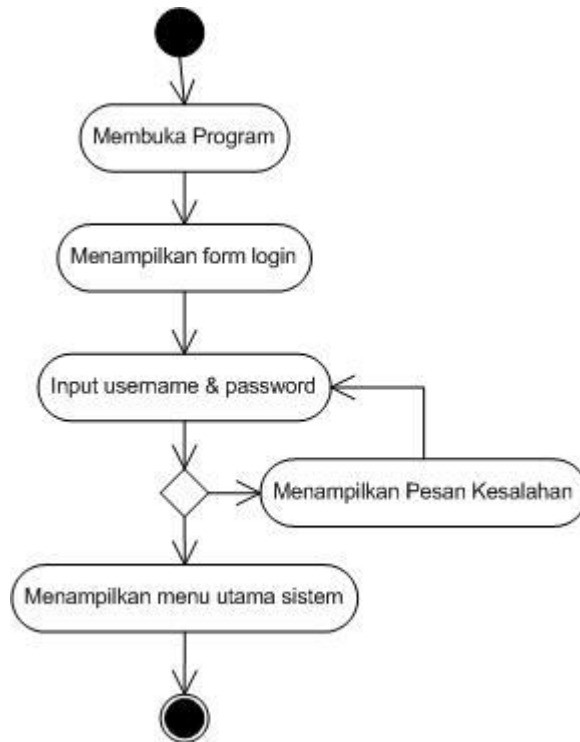 Membuka Program
Menampilkan form login
Input username & password
Menampilkan Pesan Kesalahan
Menampilkan menu utama sistem